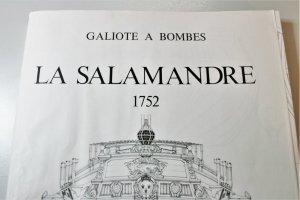 GALIOTE A BOMBES
LA SALAMANDRE
1752